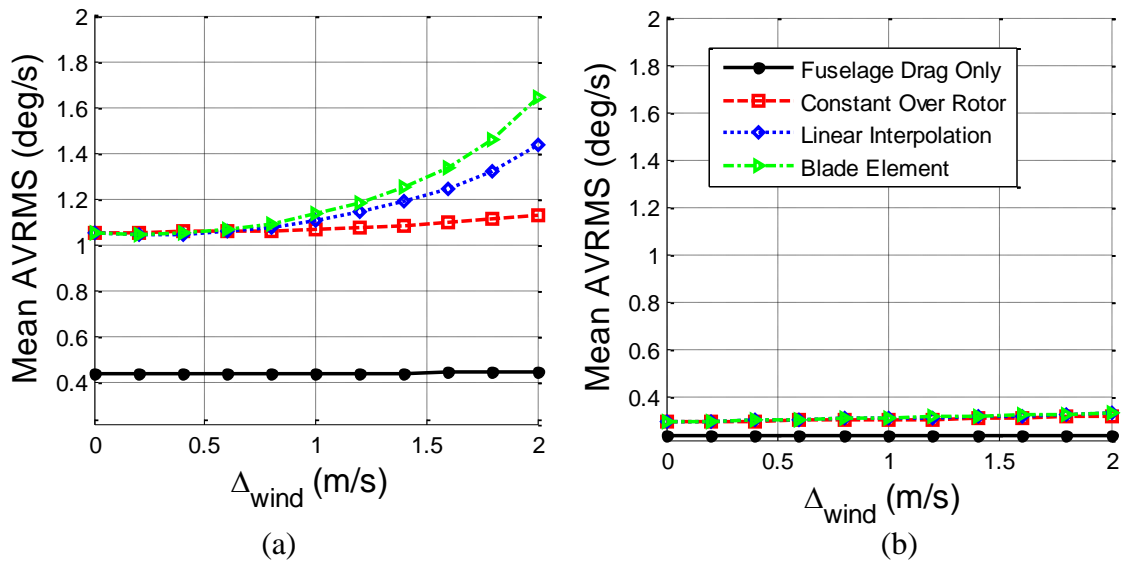 2
1.8
1.6
1.4
1.2
1
0.8
0.6
0.4
Mean AVRMS (deg/s)
0 0.5 1 1.5 2
Δwind (m/s)
(a)
2
1.8
1.6
1.4
1.2
1
0.8
0.6
0.4
Mean AVRMS (deg/s)
Fuselage Drag Only
Constant Over Rotor
Linear Interpolation
Blade Element
0 0.5 1 1.5 2
Δwind (m/s)
(b)